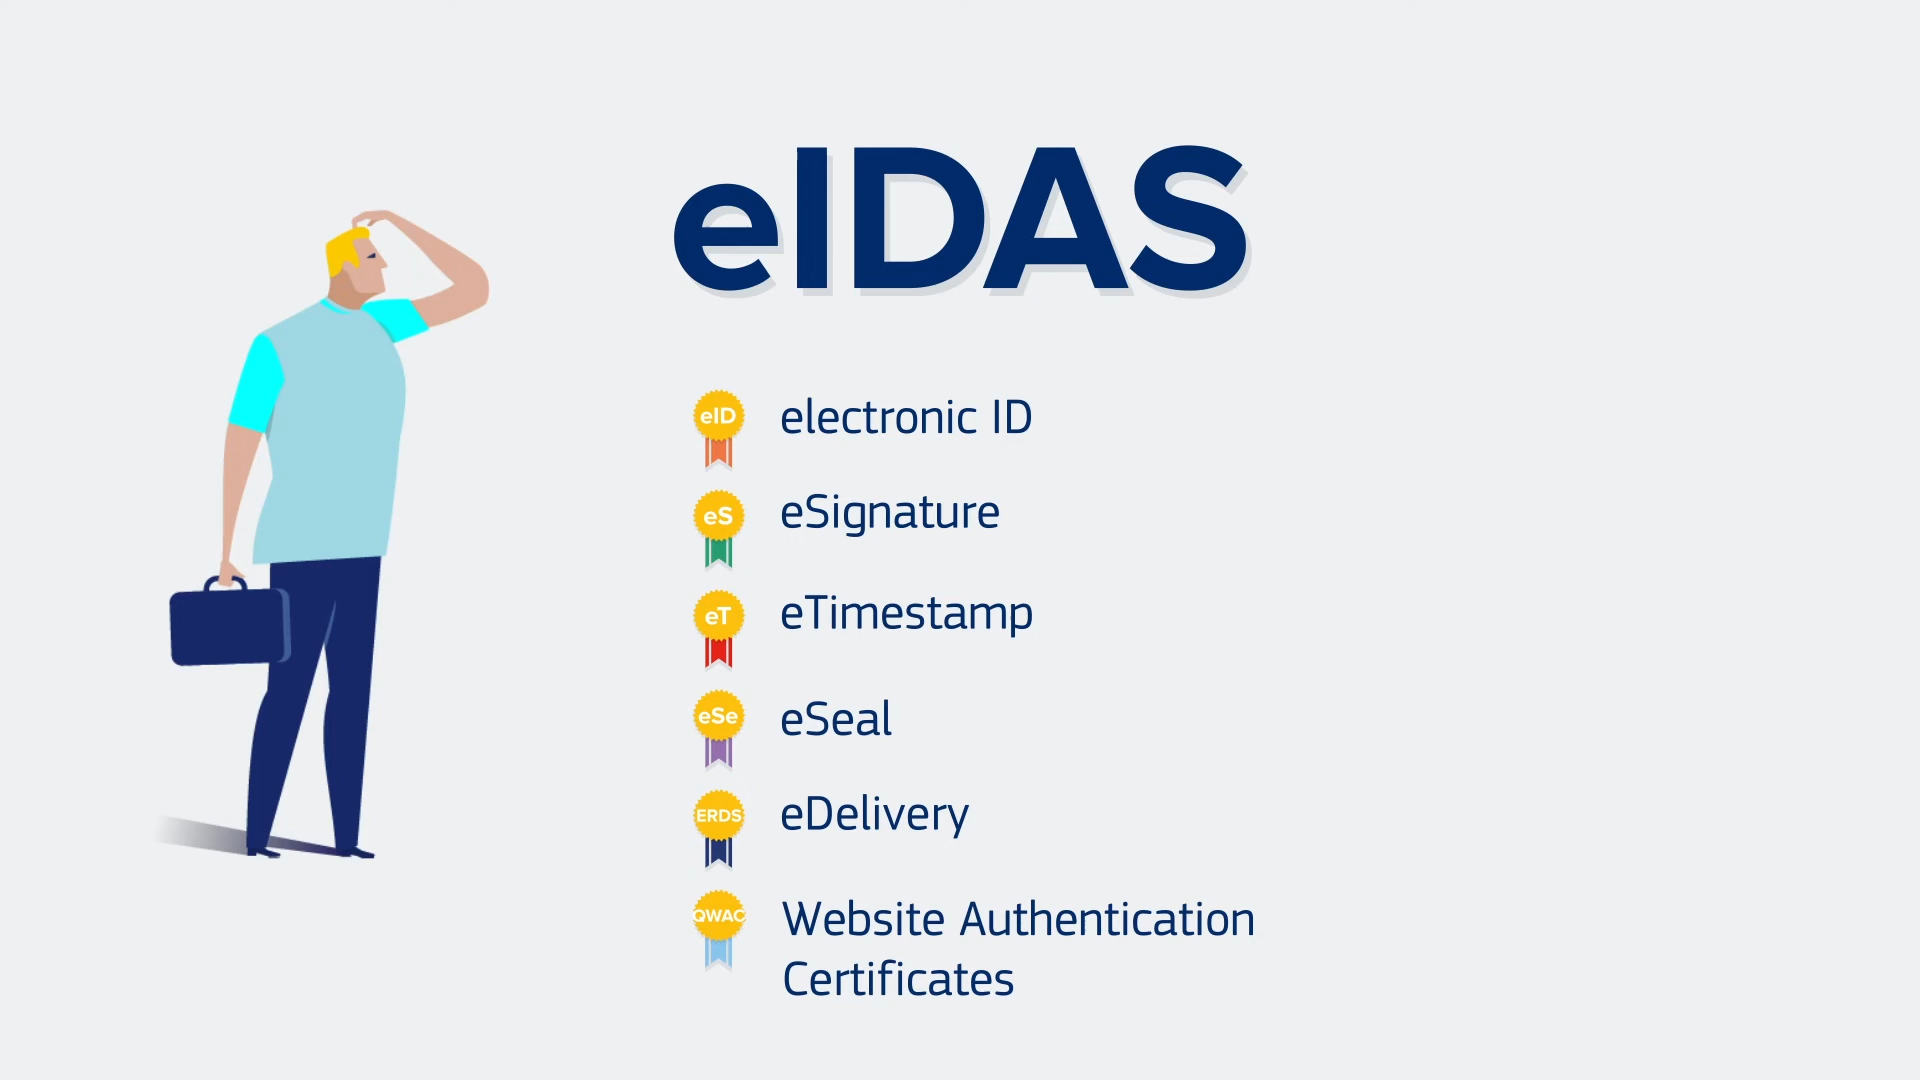 eIDAS
eID electronic ID
eS eSignature
eT eTimestamp
eSe eSeal
ERDS eDelivery
QWAC Website Authentication
Certificates